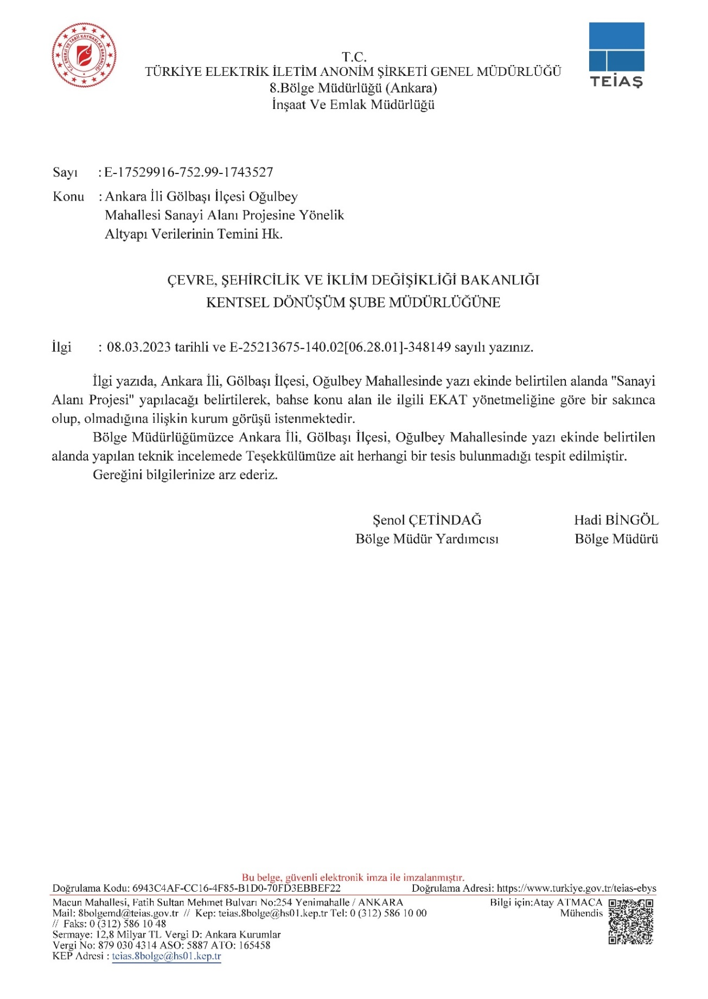 T.C. ENERJİ VE TABİİ KAYNAKLAR BAKANLIĞI
TEİAŞ
T.C.
TÜRKİYE ELEKTRİK İLETİM ANONİM ŞİRKETİ GENEL MÜDÜRLÜĞÜ
8.Bölge Müdürlüğü (Ankara)
İnşaat Ve Emlak Müdürlüğü
Sayı : E-17529916-752.99-1743527
Konu : Ankara İli Gölbaşı İlçesi Oğulbey
Mahallesi Sanayi Alanı Projesine Yönelik
Altyapı Verilerinin Temini Hk.
ÇEVRE, ŞEHİRCİLİK VE İKLİM DEĞİŞİKLİĞİ BAKANLIĞI
KENTSEL DÖNÜŞÜM ŞUBE MÜDÜRLÜĞÜNE
İlgi : 08.03.2023 tarihli ve E-25213675-140.02[06.28.01]-348149 sayılı yazınız.
İlgi yazıda, Ankara İli, Gölbaşı İlçesi, Oğulbey Mahallesinde yazı ekinde belirtilen alanda "Sanayi
Alanı Projesi" yapılacağı belirtilerek, bahse konu alan ile ilgili EKAT yönetmeliğine göre bir sakınca
olup, olmadığına ilişkin kurum görüşü istenmektedir.
Bölge Müdürlüğümüzce Ankara İli, Gölbaşı İlçesi, Oğulbey Mahallesinde yazı ekinde belirtilen
alanda yapılan teknik incelemede Teşekkülümüze ait herhangi bir tesis bulunmadığı tespit edilmiştir.
Gereğini bilgilerinize arz ederiz.
Şenol ÇETİNDAĞ Hadi BİNGÖL
Bölge Müdür Yardımcısı Bölge Müdürü
Bu belge, güvenli elektronik imza ile imzalanmıştır.
Doğrulama Kodu: 6943C4AF-CC16-4F85-B1D0-70FD3EBBEF22 Doğrulama Adresi: https://www.turkiye.gov.tr/teias-ebys
Macun Mahallesi, Fatih Sultan Mehmet Bulvarı No:254 Yenimahalle / ANKARA Bilgi için:Atay ATMACA
Mail: 8bolgemd@teias.gov.tr // Kep: teias.8bolge@hs01.kep.tr Tel: 0 (312) 586 10 00 Mühendis
// Faks: 0 (312) 586 10 48
Sermaye: 12,8 Milyar TL Vergi D: Ankara Kurumlar
Vergi No: 879 030 4314 ASO: 5887 ATO: 165458
KEP Adresi : teias.8bolge@hs01.kep.tr